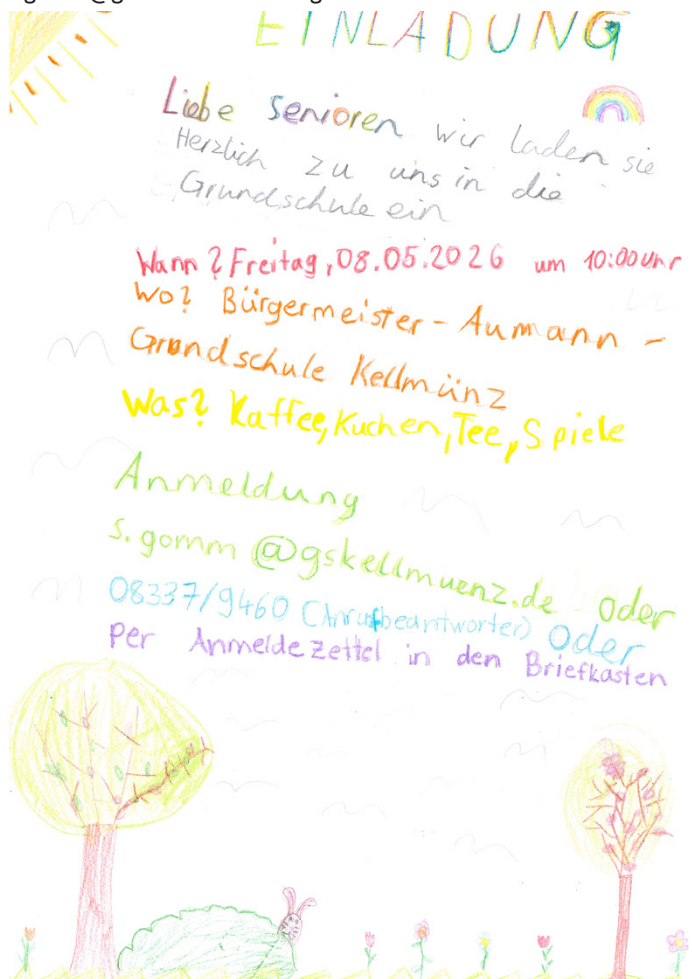 EINLADUNG
Liebe Senioren wir laden sie
Herzlich zu uns in die
Grundschule ein
Wann? Freitag, 08.05.2026 um 10:00 uhr
Wo? Bürgermeister-Aumann-
Grundschule Kellmünz
Was? Kaffee, Kuchen, Tee, Spiele
Anmeldung
s.gomm@gskellmuenz.de oder
08337/9460 (Anrufbeantworter) oder
per Anmeldezettel in den Briefkasten